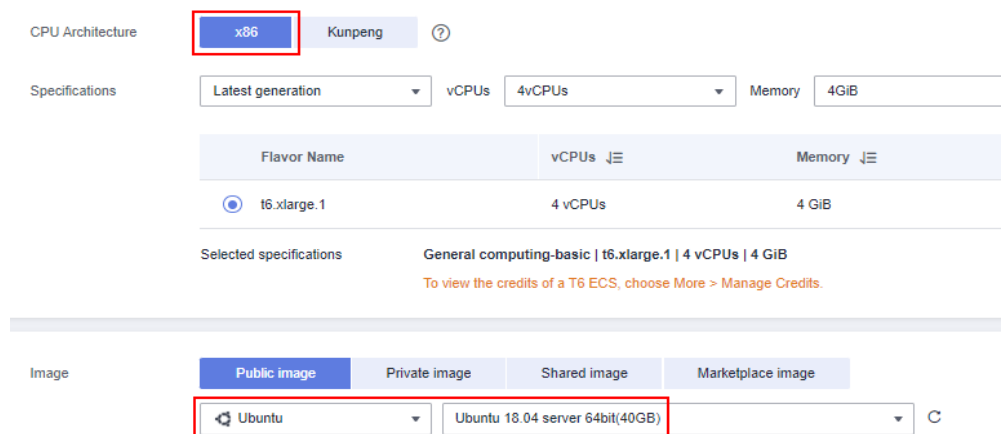 CPU Architecture x86 Kunpeng ?
Specifications Latest generation vCPUs 4vCPUs Memory 4GiB
Flavor Name vCPUs Memory
t6.xlarge.1 4 vCPUs 4 GiB
Selected specifications General computing-basic | t6.xlarge.1 | 4 vCPUs | 4 GiB
To view the credits of a T6 ECS, choose More > Manage Credits.
Image Public image Private image Shared image Marketplace image
Ubuntu Ubuntu 18.04 server 64bit(40GB)